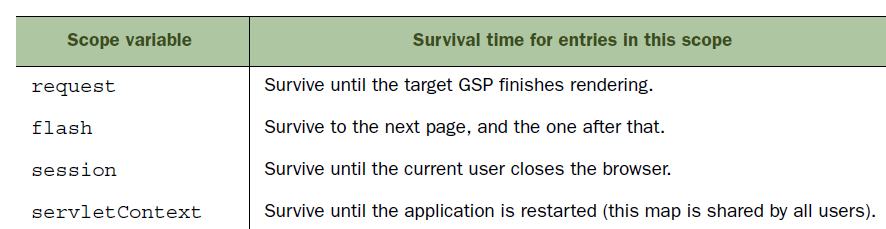 Scope variable Survival time for entries in this scope
request Survive until the target GSP finishes rendering.
flash Survive to the next page, and the one after that.
session Survive until the current user closes the browser.
servletContext Survive until the application is restarted (this map is shared by all users).